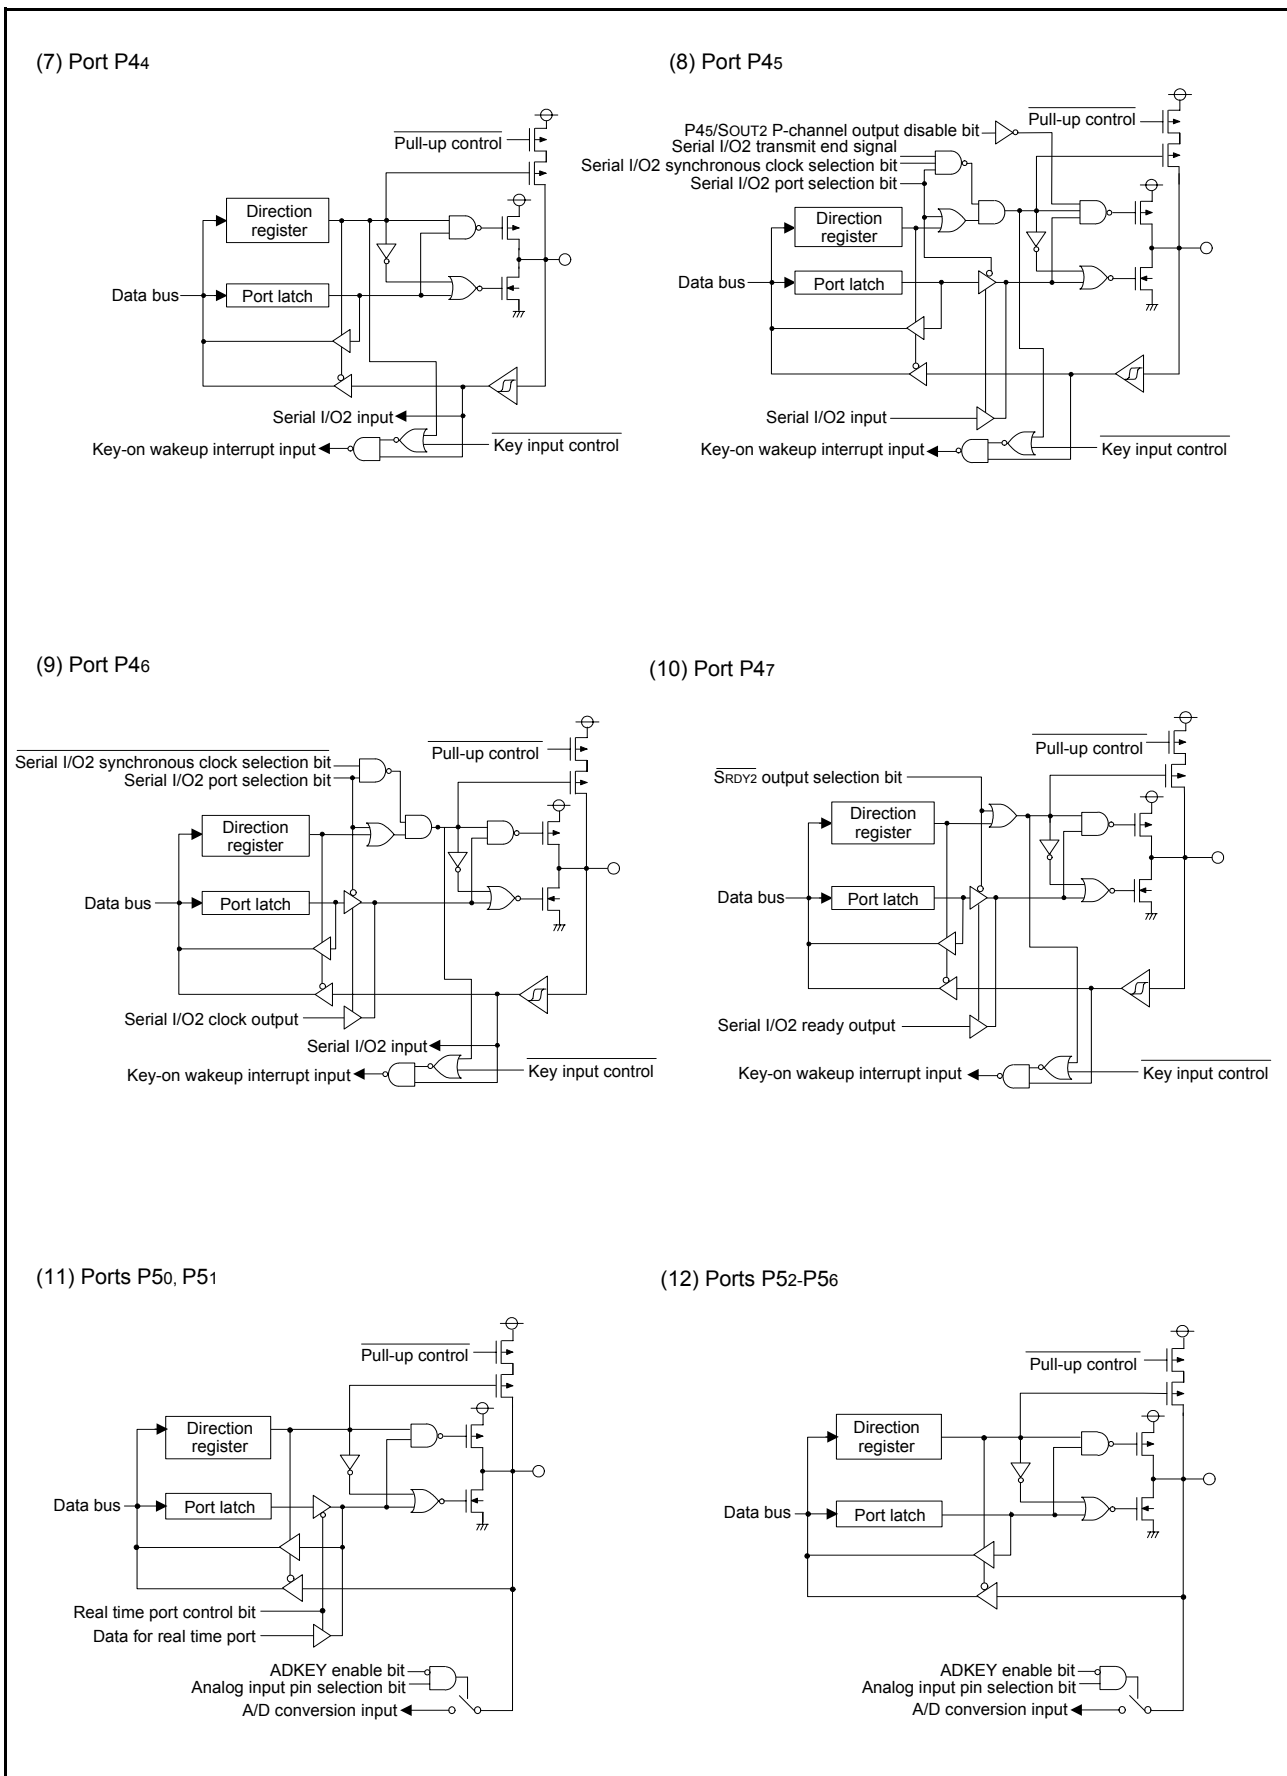 (7) Port P44
Pull-up control
Direction
register
Data bus
Port latch
Serial I/O2 input
Key-on wakeup interrupt input
Key input control
(8) Port P45
Pull-up control
P45/SOUT2 P-channel output disable bit
Serial I/O2 transmit end signal
Serial I/O2 synchronous clock selection bit
Serial I/O2 port selection bit
Direction
register
Data bus
Port latch
Serial I/O2 input
Key-on wakeup interrupt input
Key input control
(9) Port P46
Pull-up control
Serial I/O2 synchronous clock selection bit
Serial I/O2 port selection bit
Direction
register
Data bus
Port latch
Serial I/O2 clock output
Serial I/O2 input
Key-on wakeup interrupt input
Key input control
(10) Port P47
Pull-up control
SRDY2 output selection bit
Direction
register
Data bus
Port latch
Serial I/O2 ready output
Key-on wakeup interrupt input
Key input control
(11) Ports P50, P51
Pull-up control
Direction
register
Data bus
Port latch
Real time port control bit
Data for real time port
ADKEY enable bit
Analog input pin selection bit
A/D conversion input
(12) Ports P52-P56
Pull-up control
Direction
register
Data bus
Port latch
ADKEY enable bit
Analog input pin selection bit
A/D conversion input